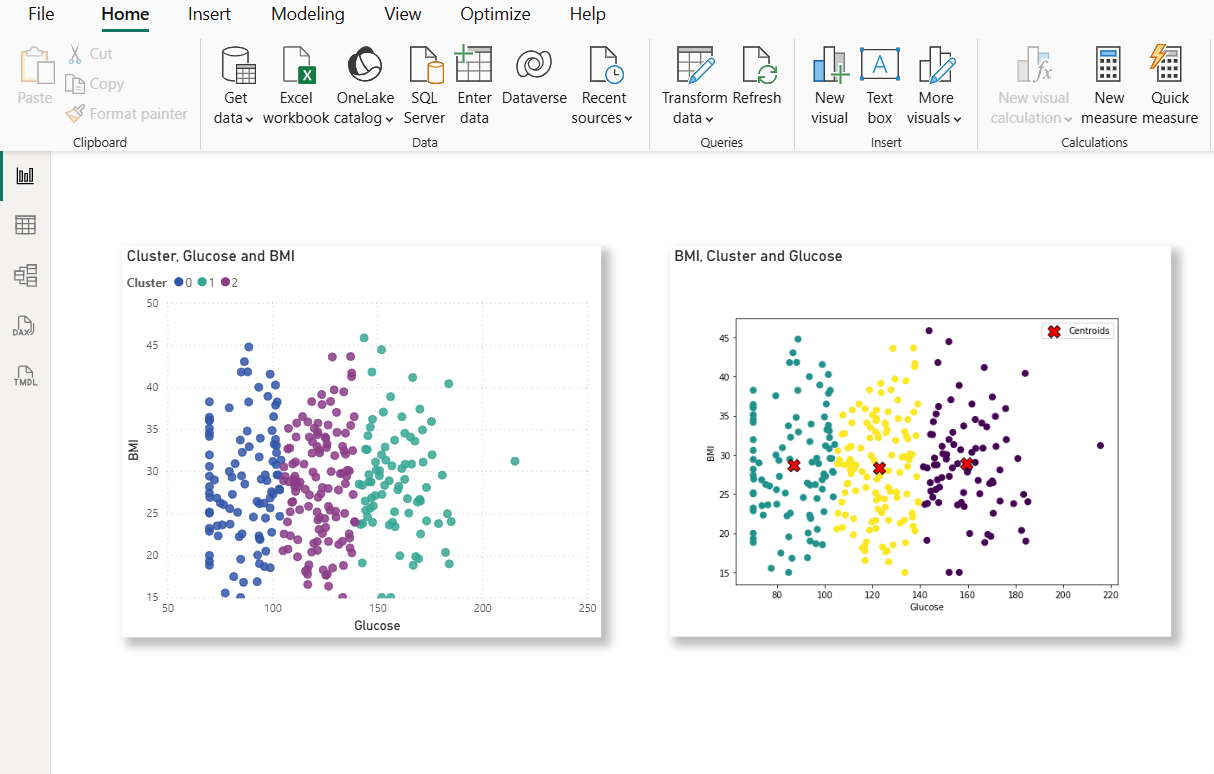 File Home Insert Modeling View Optimize Help
Paste
Cut
Copy
Format painter
Clipboard
Get data
Excel workbook
OneLake catalog
SQL Server
Enter data
Dataverse
Recent sources
Data
Transform data
Refresh
Queries
New visual
Text box
More visuals
Insert
New visual calculation
New measure
Quick measure
Calculations
DAX
TMDL
Cluster, Glucose and BMI
Cluster 0 1 2
BMI
50
45
40
35
30
25
20
15
50 100 150 200 250
Glucose
BMI, Cluster and Glucose
Centroids
BMI
45
40
35
30
25
20
15
80 100 120 140 160 180 200 220
Glucose